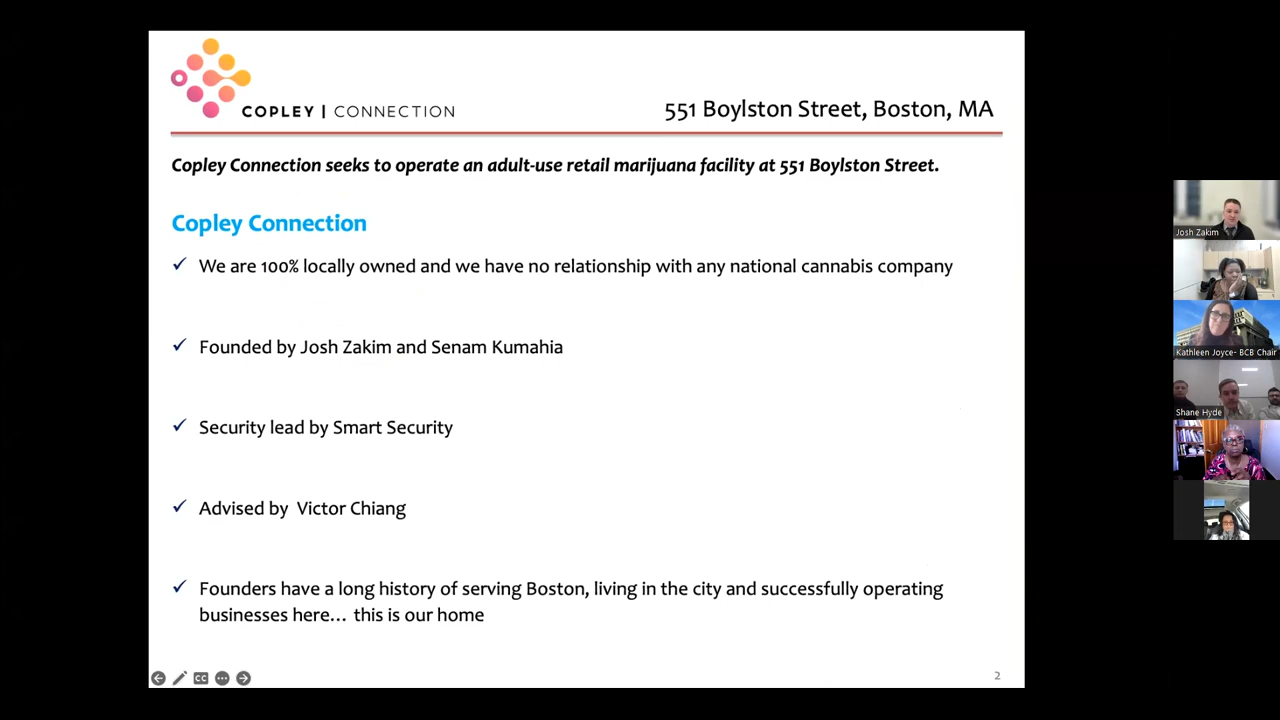 COPLEY | CONNECTION
551 Boylston Street, Boston, MA
Copley Connection seeks to operate an adult-use retail marijuana facility at 551 Boylston Street.
Copley Connection
✓ We are 100% locally owned and we have no relationship with any national cannabis company
✓ Founded by Josh Zakim and Senam Kumahia
✓ Security lead by Smart Security
✓ Advised by  Victor Chiang
✓ Founders have a long history of serving Boston, living in the city and successfully operating
businesses here… this is our home
CC
2
Josh Zakim
Kathleen Joyce- BCB Chair
Shane Hyde